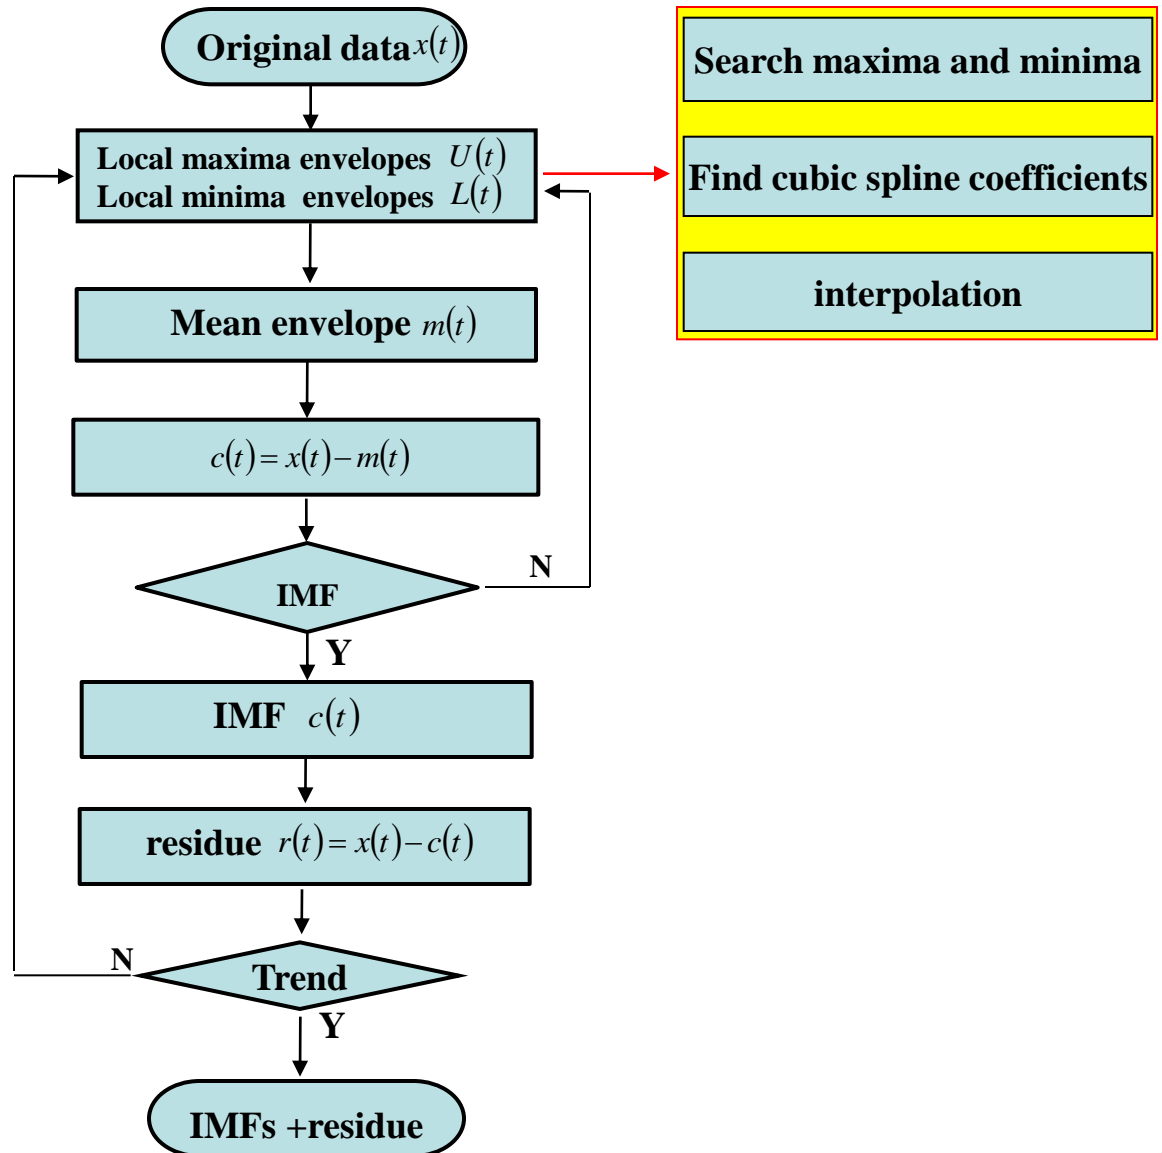 Original data x(t)
Local maxima envelopes U(t)
Local minima envelopes L(t)
Mean envelope m(t)
c(t) = x(t) − m(t)
IMF
N
Y
IMF c(t)
residue r(t) = x(t) − c(t)
Trend
N
Y
IMFs +residue
Search maxima and minima
Find cubic spline coefficients
interpolation